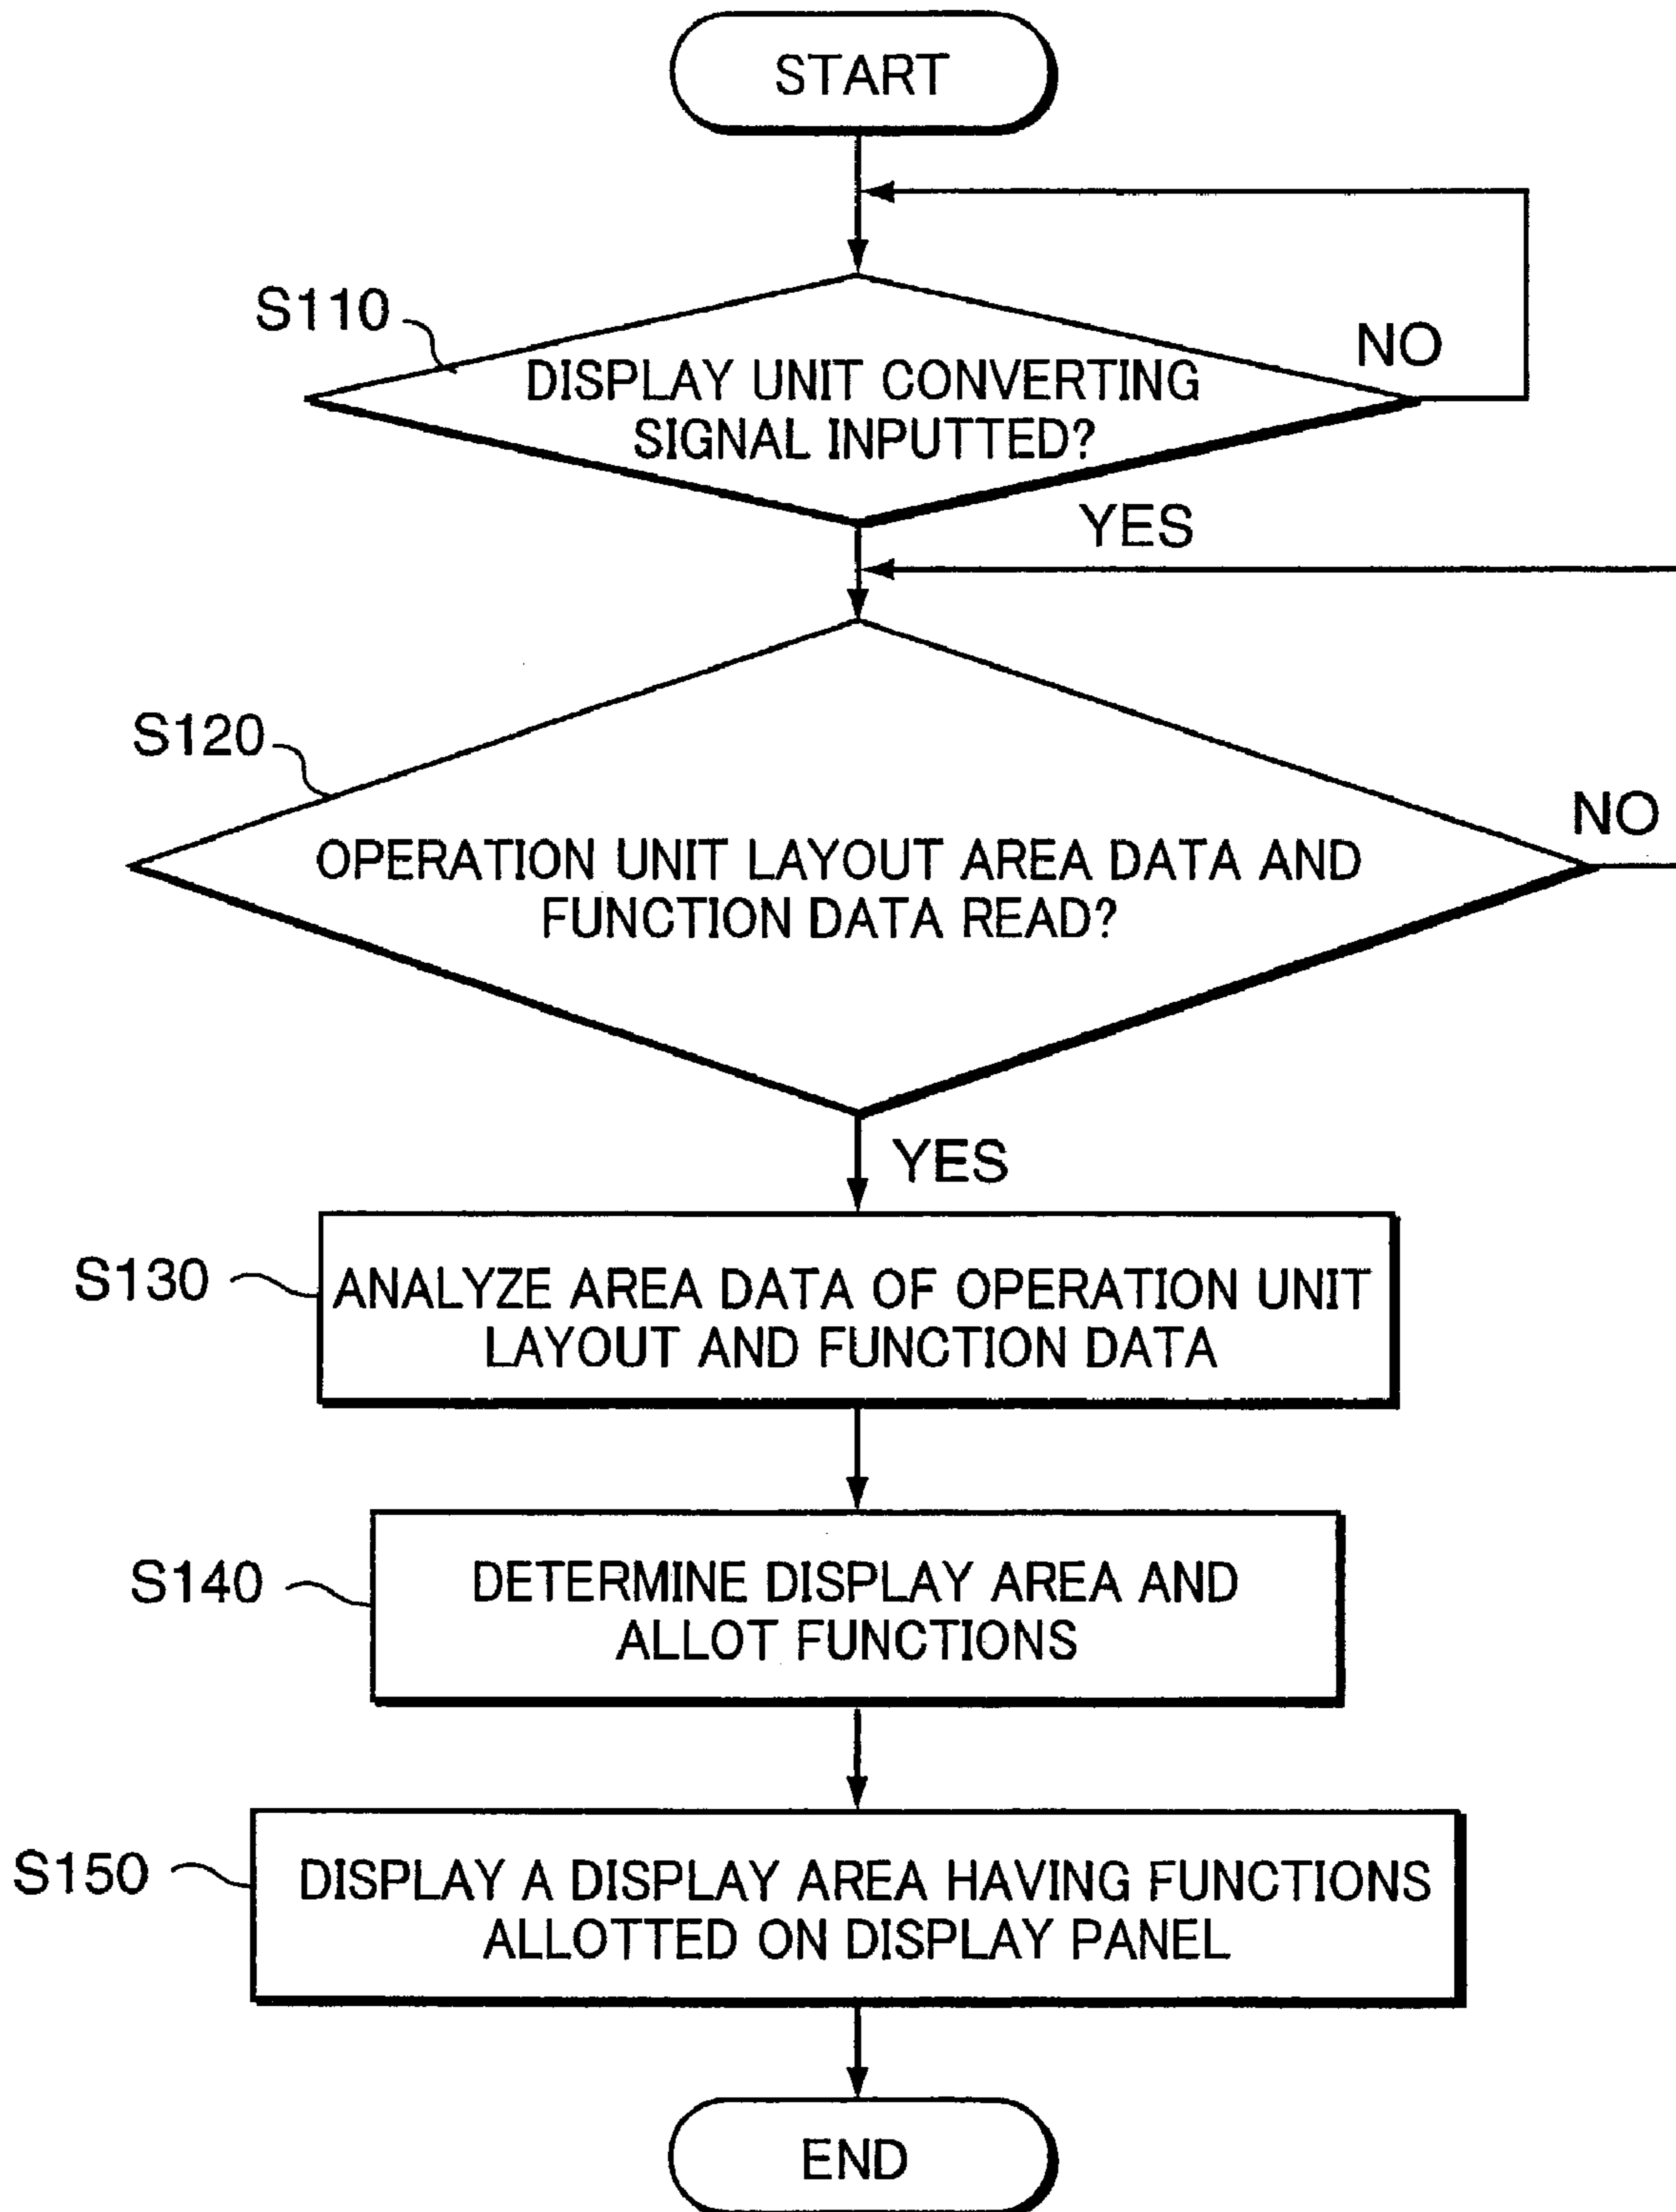 START
S110
DISPLAY UNIT CONVERTING
SIGNAL INPUTTED?
NO
YES
S120
OPERATION UNIT LAYOUT AREA DATA AND
FUNCTION DATA READ?
NO
YES
S130
ANALYZE AREA DATA OF OPERATION UNIT
LAYOUT AND FUNCTION DATA
S140
DETERMINE DISPLAY AREA AND
ALLOT FUNCTIONS
S150
DISPLAY A DISPLAY AREA HAVING FUNCTIONS
ALLOTTED ON DISPLAY PANEL
END